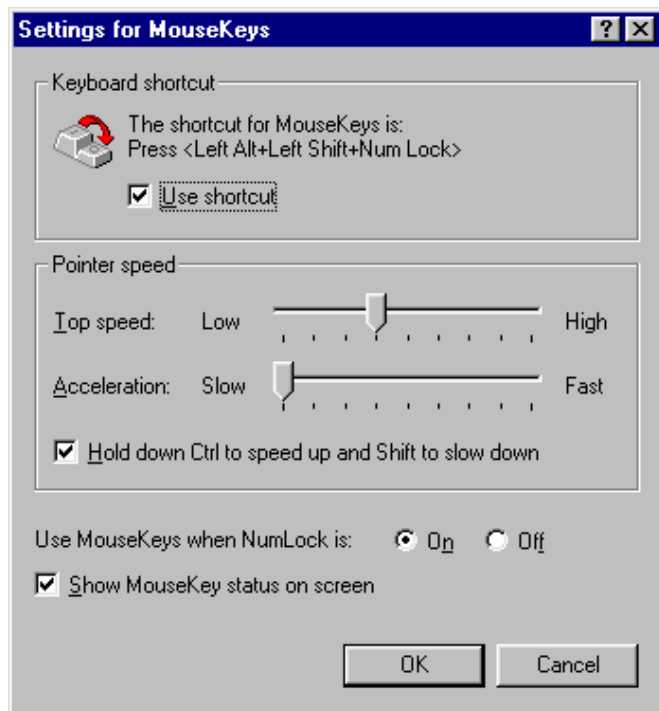 Settings for MouseKeys
Keyboard shortcut
The shortcut for MouseKeys is:
Press <Left Alt+Left Shift+Num Lock>
Use shortcut
Pointer speed
Top speed: Low High
Acceleration: Slow Fast
Hold down Ctrl to speed up and Shift to slow down
Use MouseKeys when NumLock is: On Off
Show MouseKey status on screen
OK Cancel